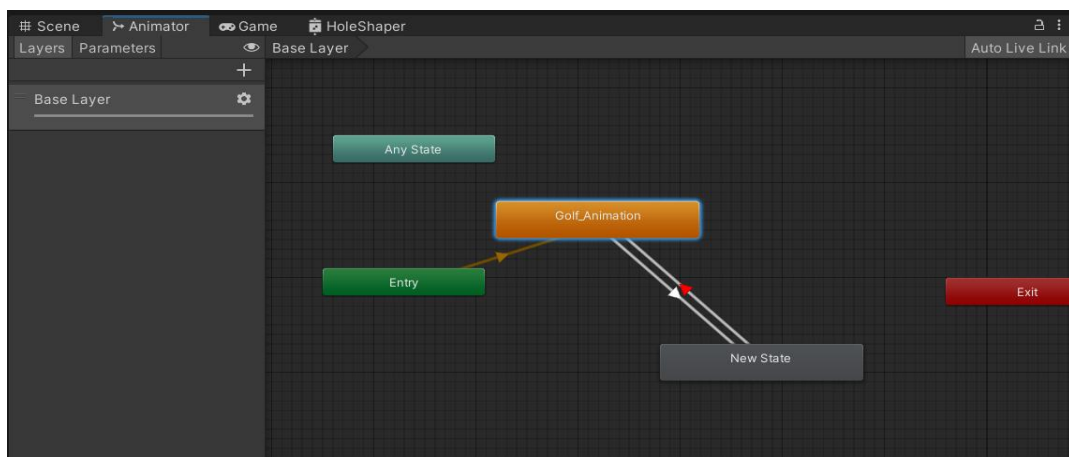 Scene Animator Game HoleShaper
Layers Parameters Base Layer Auto Live Link
Base Layer
Any State
Golf_Animation
Entry
Exit
New State